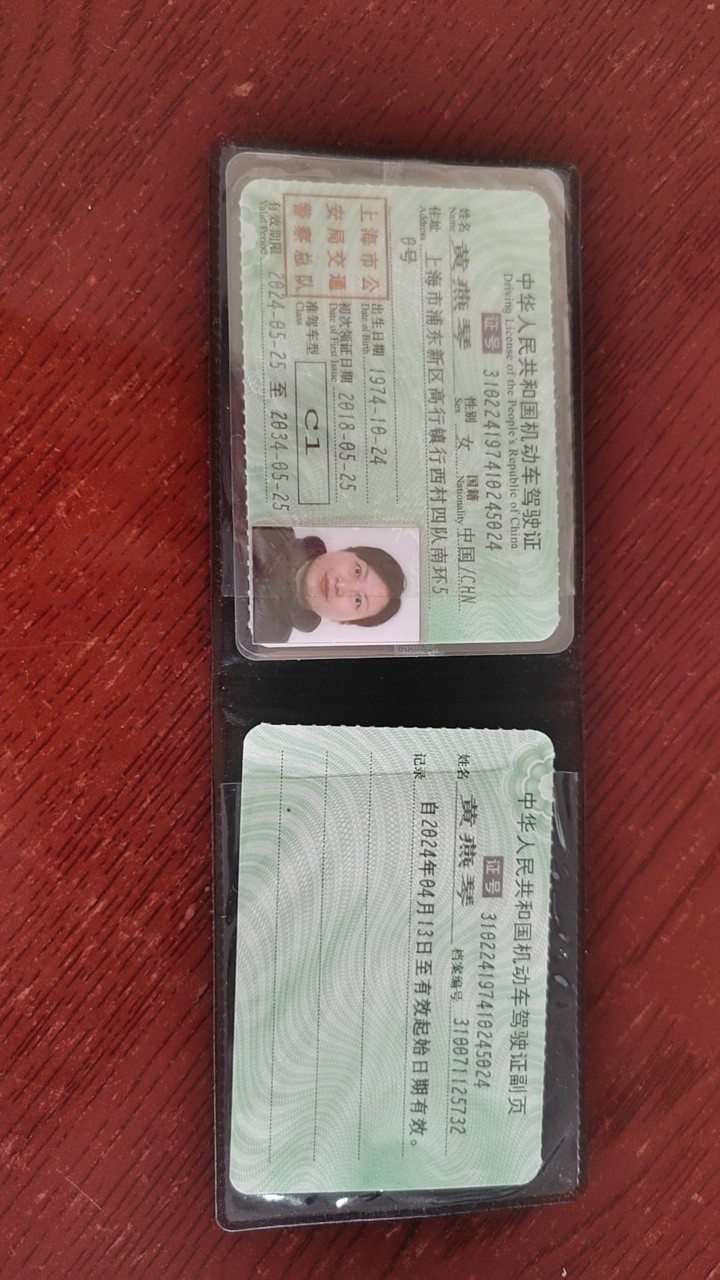 中华人民共和国机动车驾驶证
Driving License of the People's Republic of China
证号 310224197410245024
姓名 黄燕琴 性别 女 国籍 中国/CHN
Name Sex Nationality
住址 上海市浦东新区高行镇行西村四队南环5
Address
0号
上海市公
安局交通
警察总队
出生日期 1974-10-24
Date of Birth
初次领证日期 2018-05-25
Date of First Issue
准驾车型 C1
Class
有效期限 2024-05-25 至 2034-05-25
Valid Period
中华人民共和国机动车驾驶证副页
证号 310224197410245024
姓名 黄燕琴 档案编号 310071125732
记录 自2024年04月13日至有效起始日期有效。